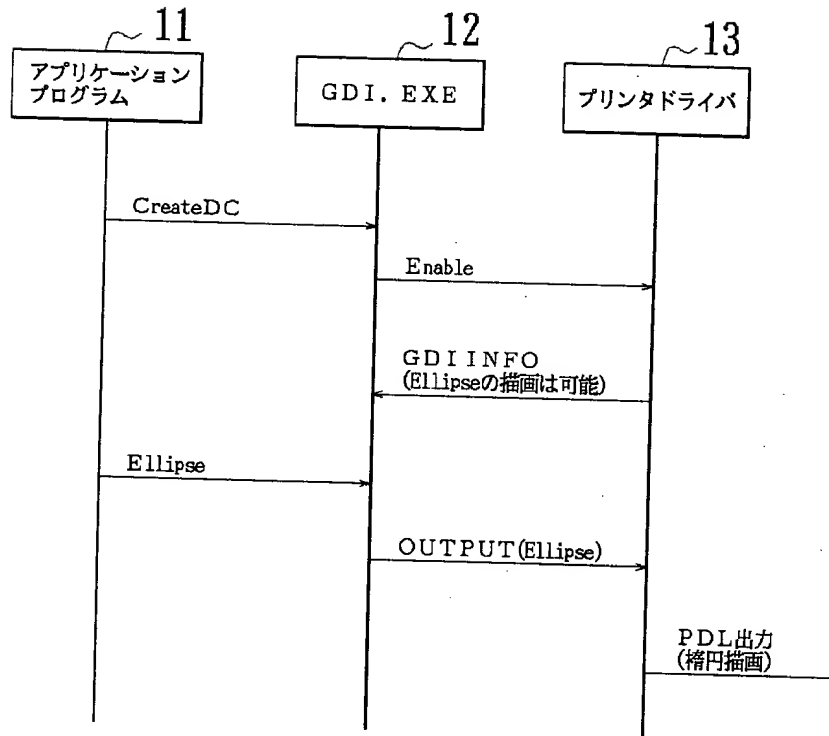 11
12
13
アプリケーション
プログラム
GDI.EXE
プリンタドライバ
CreateDC
Enable
GDIINFO
(Ellipseの描画は可能)
Ellipse
OUTPUT(Ellipse)
PDL出力
(楕円描画)